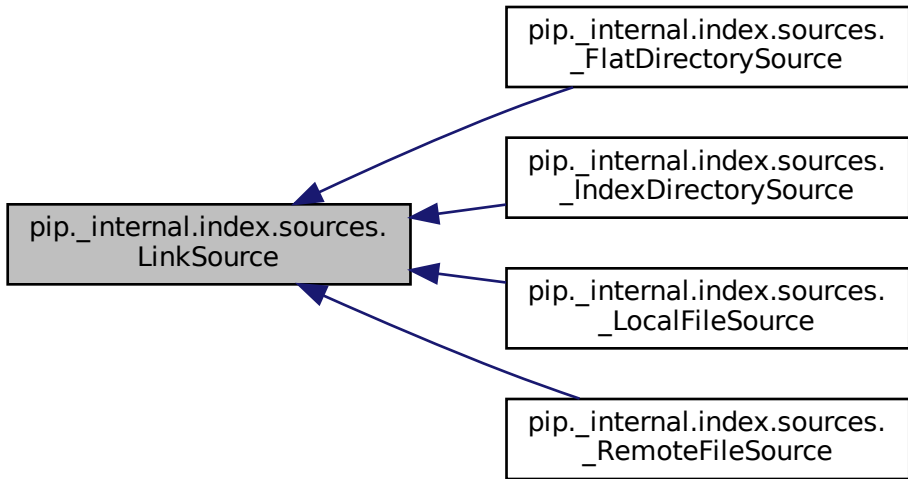 pip._internal.index.sources.
_FlatDirectorySource
pip._internal.index.sources.
_IndexDirectorySource
pip._internal.index.sources.
LinkSource
pip._internal.index.sources.
_LocalFileSource
pip._internal.index.sources.
_RemoteFileSource